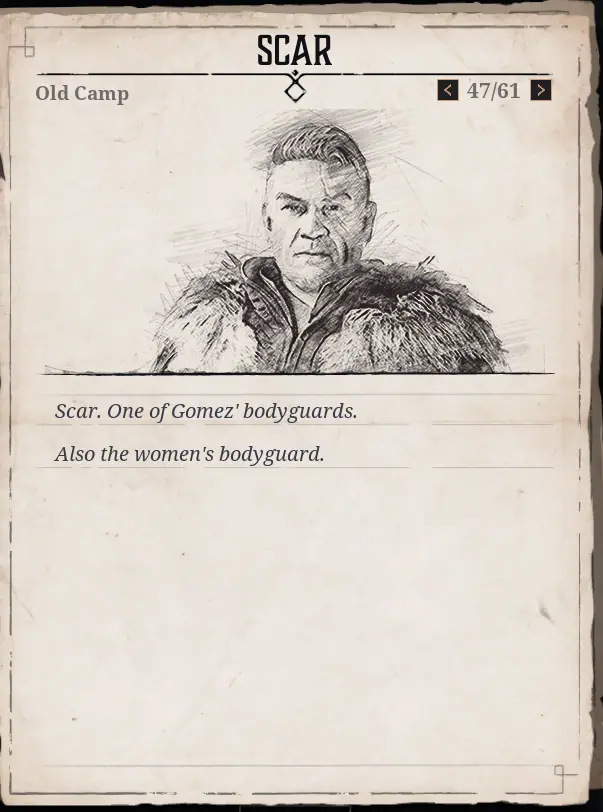 SCAR
Old Camp
47/61
Scar. One of Gomez' bodyguards.
Also the women's bodyguard.